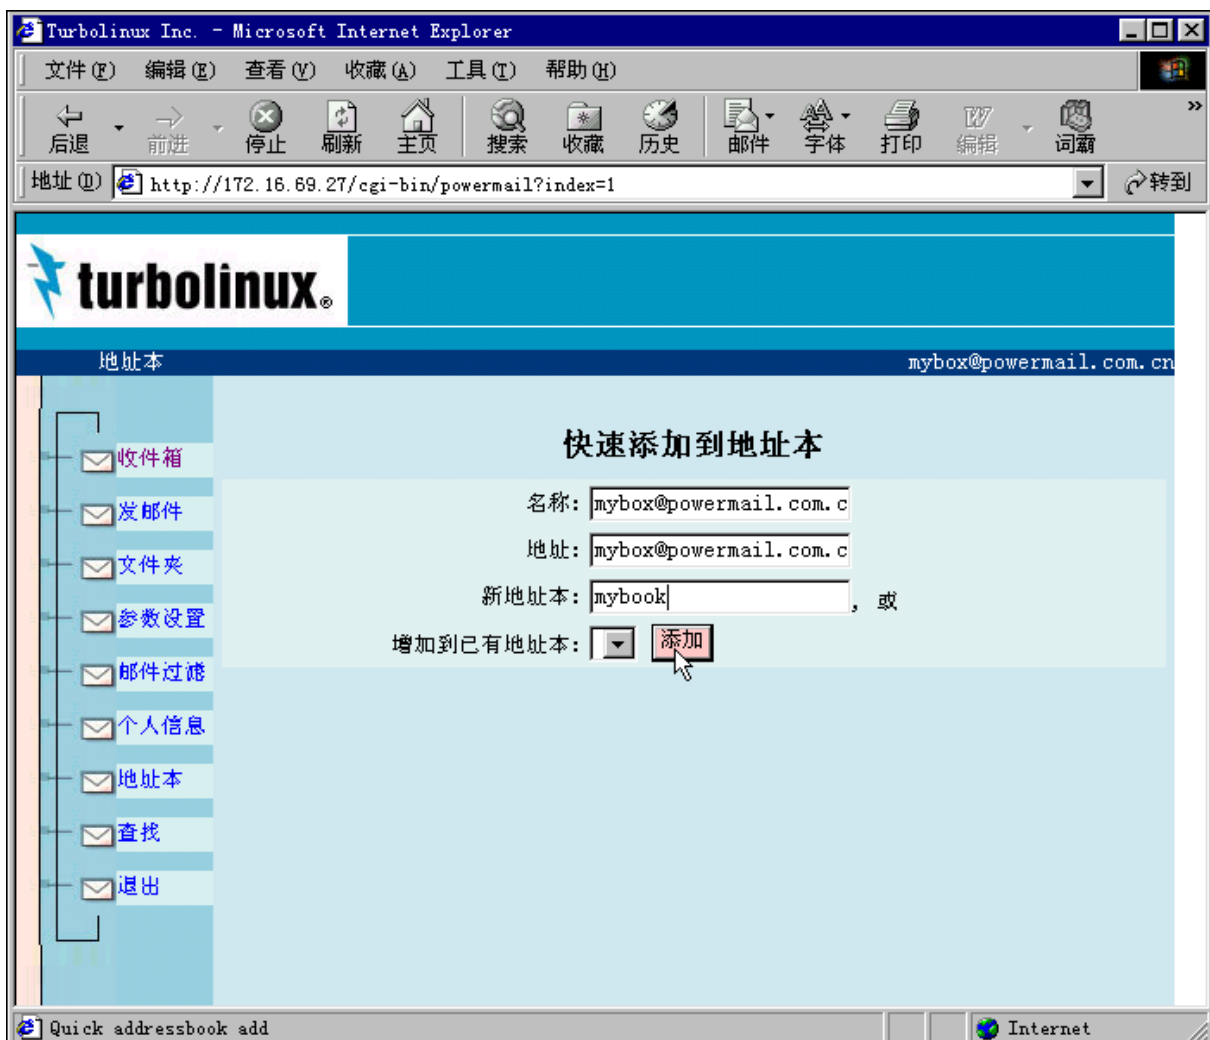 Turbolinux Inc. - Microsoft Internet Explorer
文件(F) 编辑(E) 查看(V) 收藏(A) 工具(T) 帮助(H)
后退 前进 停止 刷新 主页 搜索 收藏 历史 邮件 字体 打印 编辑 词霸 »
地址(D) http://172.16.69.27/cgi-bin/powermail?index=1 转到
turbolinux®
地址本 mybox@powermail.com.cn
快速添加到地址本
收件箱
名称: mybox@powermail.com.c
发邮件
地址: mybox@powermail.com.c
文件夹
新地址本: mybook , 或
参数设置
增加到已有地址本: 添加
邮件过滤
个人信息
地址本
查找
退出
Quick addressbook add Internet